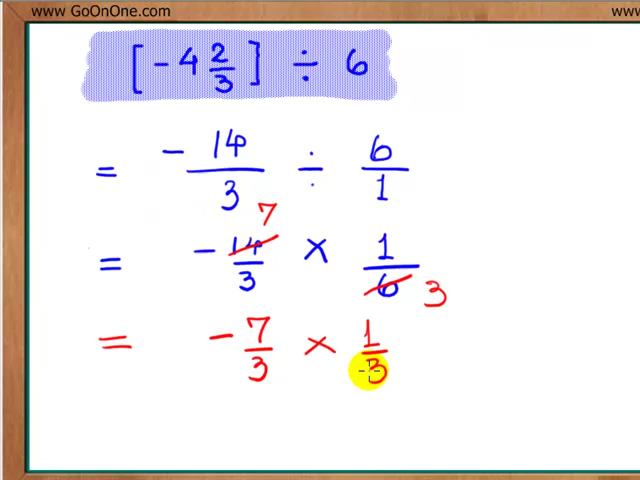 www GoOnOne.com www
[ - 4 2/3 ] ÷ 6
= - 14/3 ÷ 6/1
7
= - 14/3 × 1/6 3
= - 7/3 × 1/3